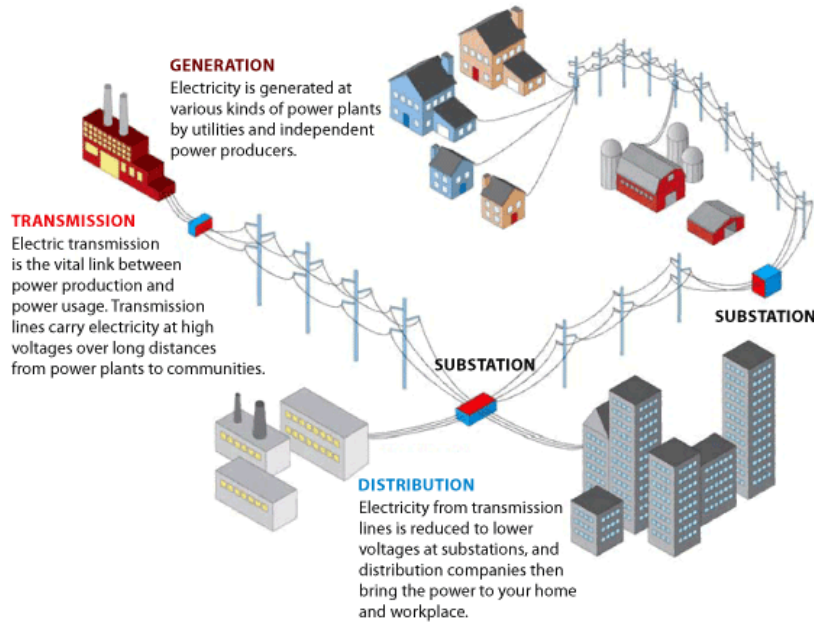 GENERATION
Electricity is generated at
various kinds of power plants
by utilities and independent
power producers.
TRANSMISSION
Electric transmission
is the vital link between
power production and
power usage. Transmission
lines carry electricity at high
voltages over long distances
from power plants to communities.
SUBSTATION
SUBSTATION
DISTRIBUTION
Electricity from transmission
lines is reduced to lower
voltages at substations, and
distribution companies then
bring the power to your home
and workplace.